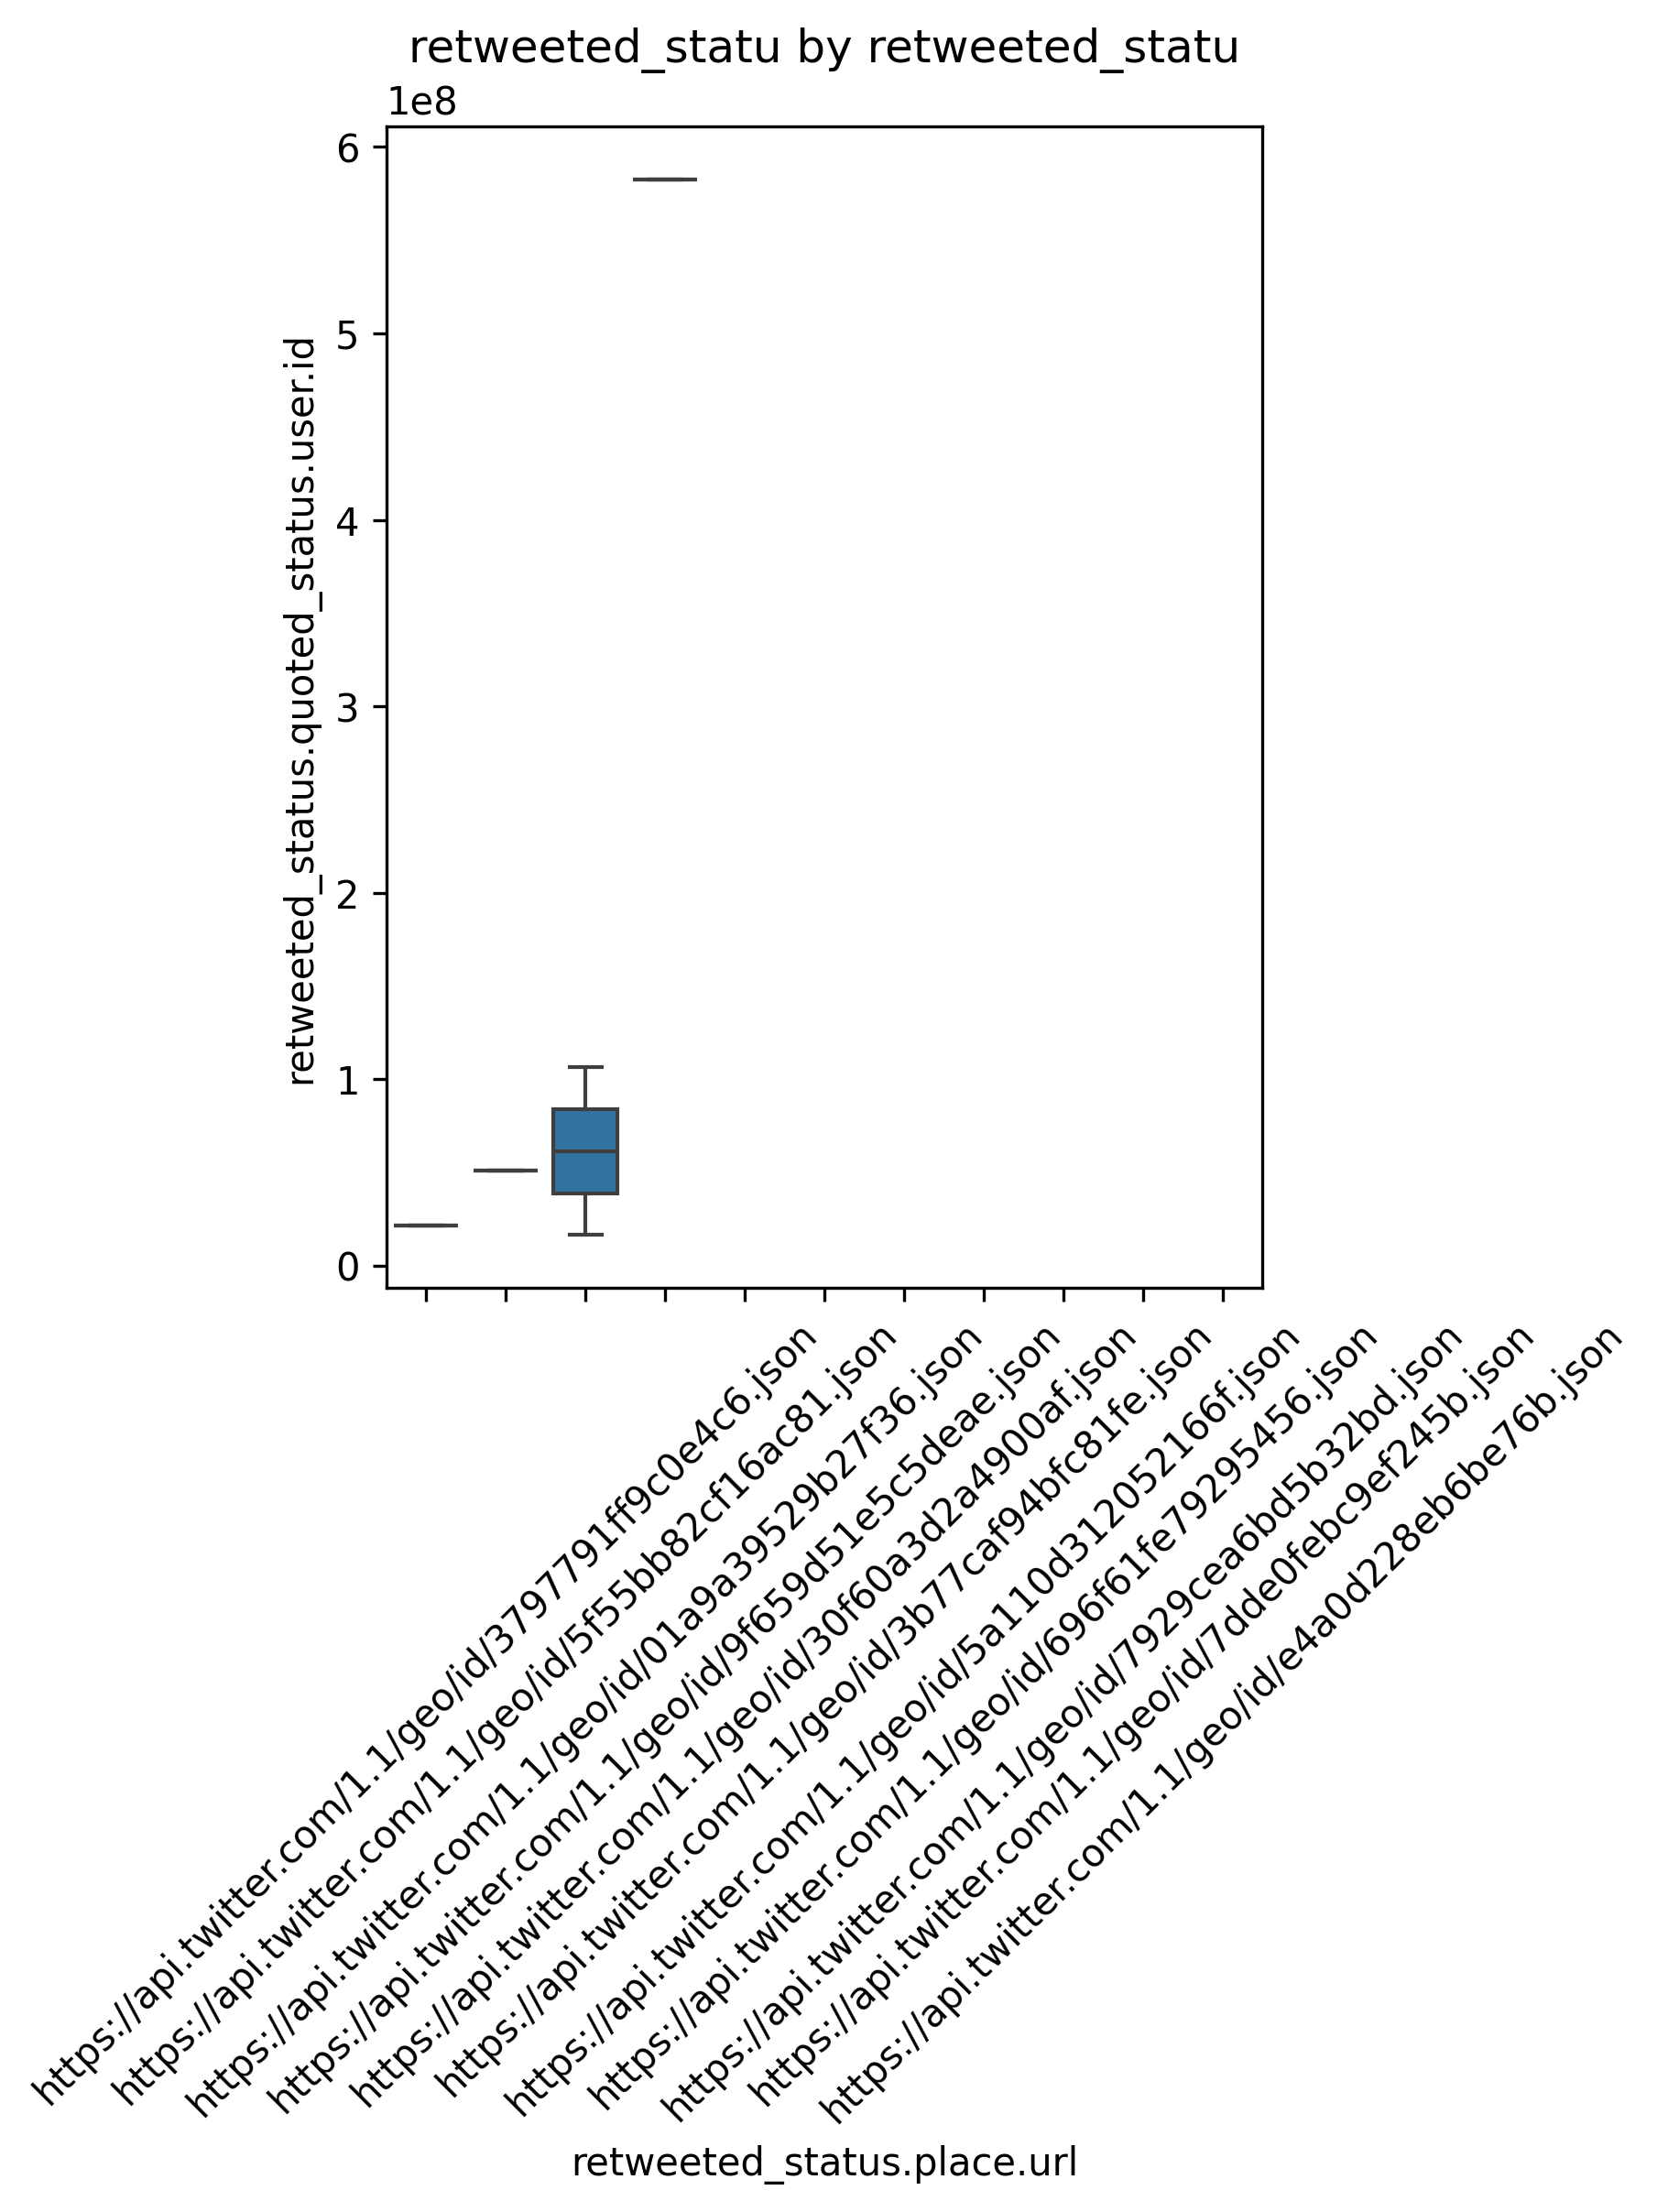 retweeted_statu by retweeted_statu
1e8
6
5
4
3
2
1
0
retweeted_status.quoted_status.user.id
https://api.twitter.com/1.1/geo/id/3797791ff9c0e4c6.json
https://api.twitter.com/1.1/geo/id/5f55bb82cf16ac81.json
https://api.twitter.com/1.1/geo/id/01a9a39529b27f36.json
https://api.twitter.com/1.1/geo/id/9f659d51e5c5deae.json
https://api.twitter.com/1.1/geo/id/30f60a3d2a4900af.json
https://api.twitter.com/1.1/geo/id/3b77caf94bfc81fe.json
https://api.twitter.com/1.1/geo/id/5a110d312052166f.json
https://api.twitter.com/1.1/geo/id/696f61fe79295456.json
https://api.twitter.com/1.1/geo/id/7929cea6bd5b32bd.json
https://api.twitter.com/1.1/geo/id/7dde0febc9ef245b.json
https://api.twitter.com/1.1/geo/id/e4a0d228eb6be76b.json
retweeted_status.place.url